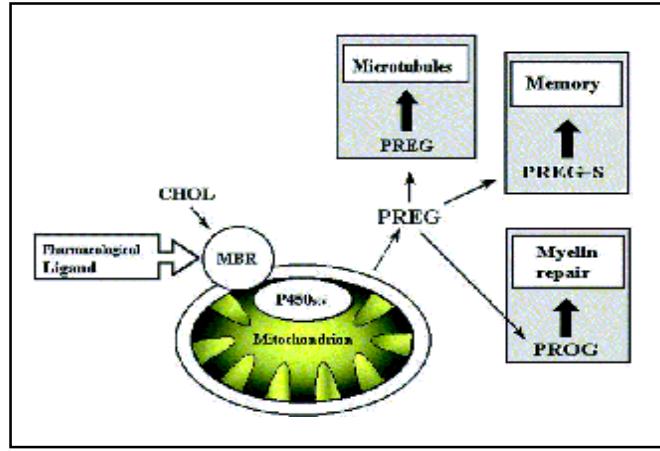 Microtubules
PREG
Memory
PREG-S
CHOL
PREG
Pharmacological
Ligand
MBR
P450scc
Mitochondrion
Myelin
repair
PROG